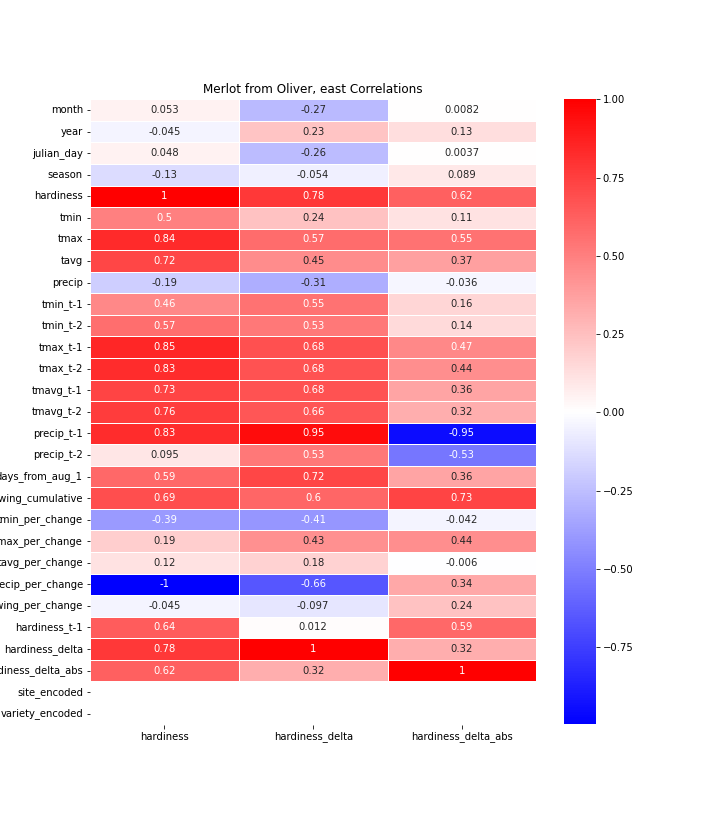 Merlot from Oliver, east Correlations
month 0.053 -0.27 0.0082
year -0.045 0.23 0.13
julian_day 0.048 -0.26 0.0037
season -0.13 -0.054 0.089
hardiness 1 0.78 0.62
tmin 0.5 0.24 0.11
tmax 0.84 0.57 0.55
tavg 0.72 0.45 0.37
precip -0.19 -0.31 -0.036
tmin_t-1 0.46 0.55 0.16
tmin_t-2 0.57 0.53 0.14
tmax_t-1 0.85 0.68 0.47
tmax_t-2 0.83 0.68 0.44
tmavg_t-1 0.73 0.68 0.36
tmavg_t-2 0.76 0.66 0.32
precip_t-1 0.83 0.95 -0.95
precip_t-2 0.095 0.53 -0.53
days_from_aug_1 0.59 0.72 0.36
wing_cumulative 0.69 0.6 0.73
tmin_per_change -0.39 -0.41 -0.042
max_per_change 0.19 0.43 0.44
tavg_per_change 0.12 0.18 -0.006
ecip_per_change -1 -0.66 0.34
wing_per_change -0.045 -0.097 0.24
hardiness_t-1 0.64 0.012 0.59
hardiness_delta 0.78 1 0.32
diness_delta_abs 0.62 0.32 1
site_encoded
variety_encoded
hardiness hardiness_delta hardiness_delta_abs
1.00
0.75
0.50
0.25
0.00
−0.25
−0.50
−0.75